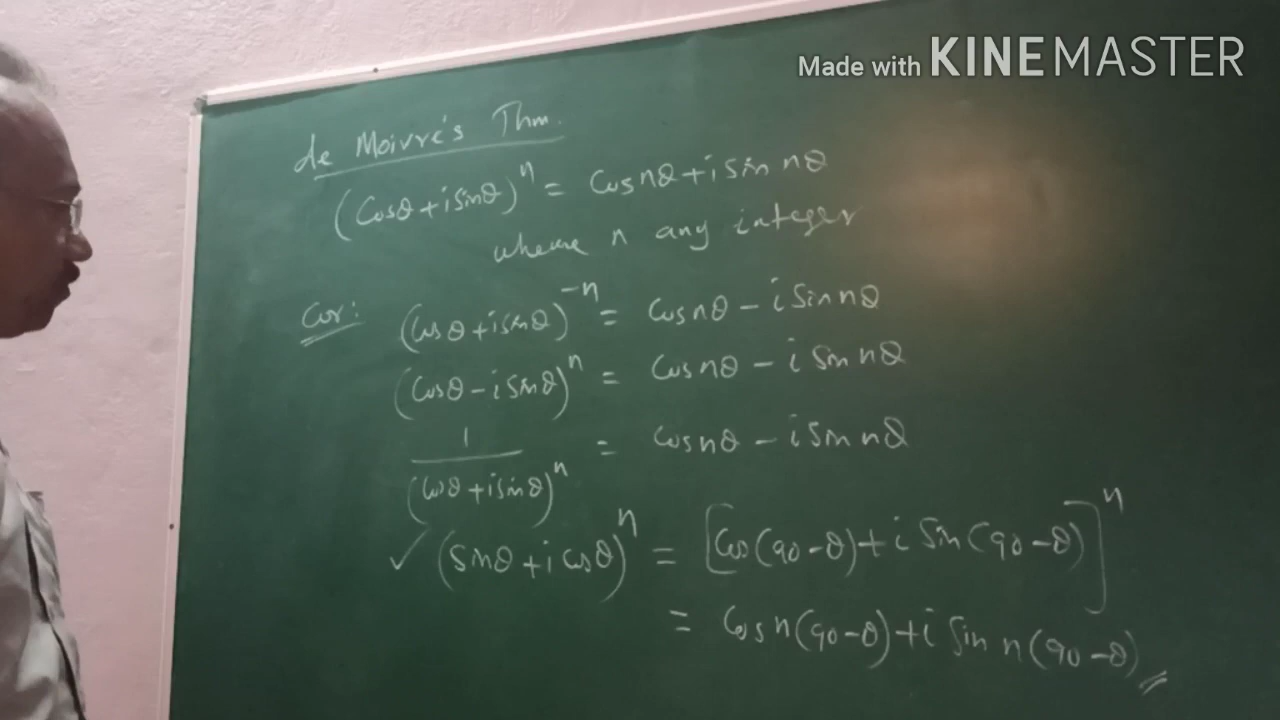 Made with KINEMASTER
de Moivre's Thm.
(Cosθ + i Sinθ)ⁿ = Cos nθ + i Sin nθ
where n any integer
Cor: (Cosθ + i Sinθ)⁻ⁿ = Cos nθ − i Sin nθ
(Cosθ − i Sinθ)ⁿ = Cos nθ − i Sin nθ
1/(Cosθ + i Sinθ)ⁿ = Cos nθ − i Sin nθ
✓ (Sinθ + i Cosθ)ⁿ = [Cos(90−θ) + i Sin(90−θ)]ⁿ
= Cos n(90−θ) + i Sin n(90−θ)